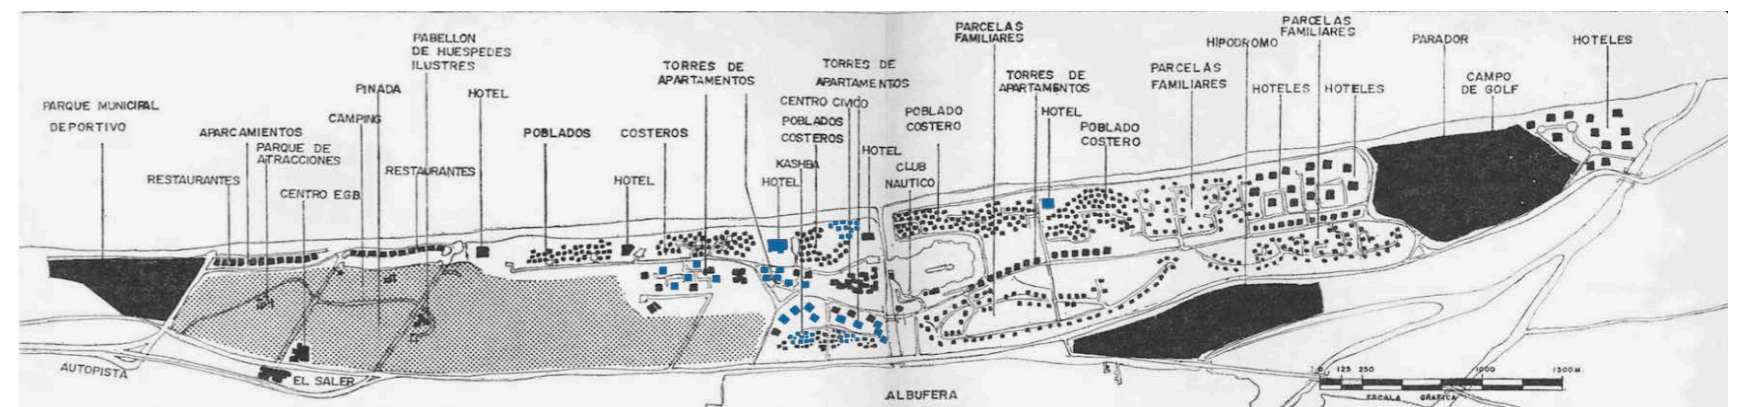 PARQUE MUNICIPAL
DEPORTIVO
RESTAURANTES
APARCAMIENTOS
PARQUE DE
ATRACCIONES
CENTRO EGB
CAMPING
PINADA
PABELLON
DE HUESPEDES
ILUSTRES
RESTAURANTES
HOTEL
POBLADOS
COSTEROS
HOTEL
TORRES DE
APARTAMENTOS
HOTEL
KASHBA
POBLADOS
COSTEROS
CENTRO CIVICO
TORRES DE
APARTAMENTOS
HOTEL
CLUB
NAUTICO
POBLADO
COSTERO
PARCELAS
FAMILIARES
TORRES DE
APARTAMENTOS
HOTEL
POBLADO
COSTERO
PARCELAS
FAMILIARES
HIPODROMO
HOTELES
PARCELAS
FAMILIARES
HOTELES
PARADOR
CAMPO
DE GOLF
HOTELES
AUTOPISTA
EL SALER
ALBUFERA
0 125 250 1000 1500 M.
ESCALA GRAFICA